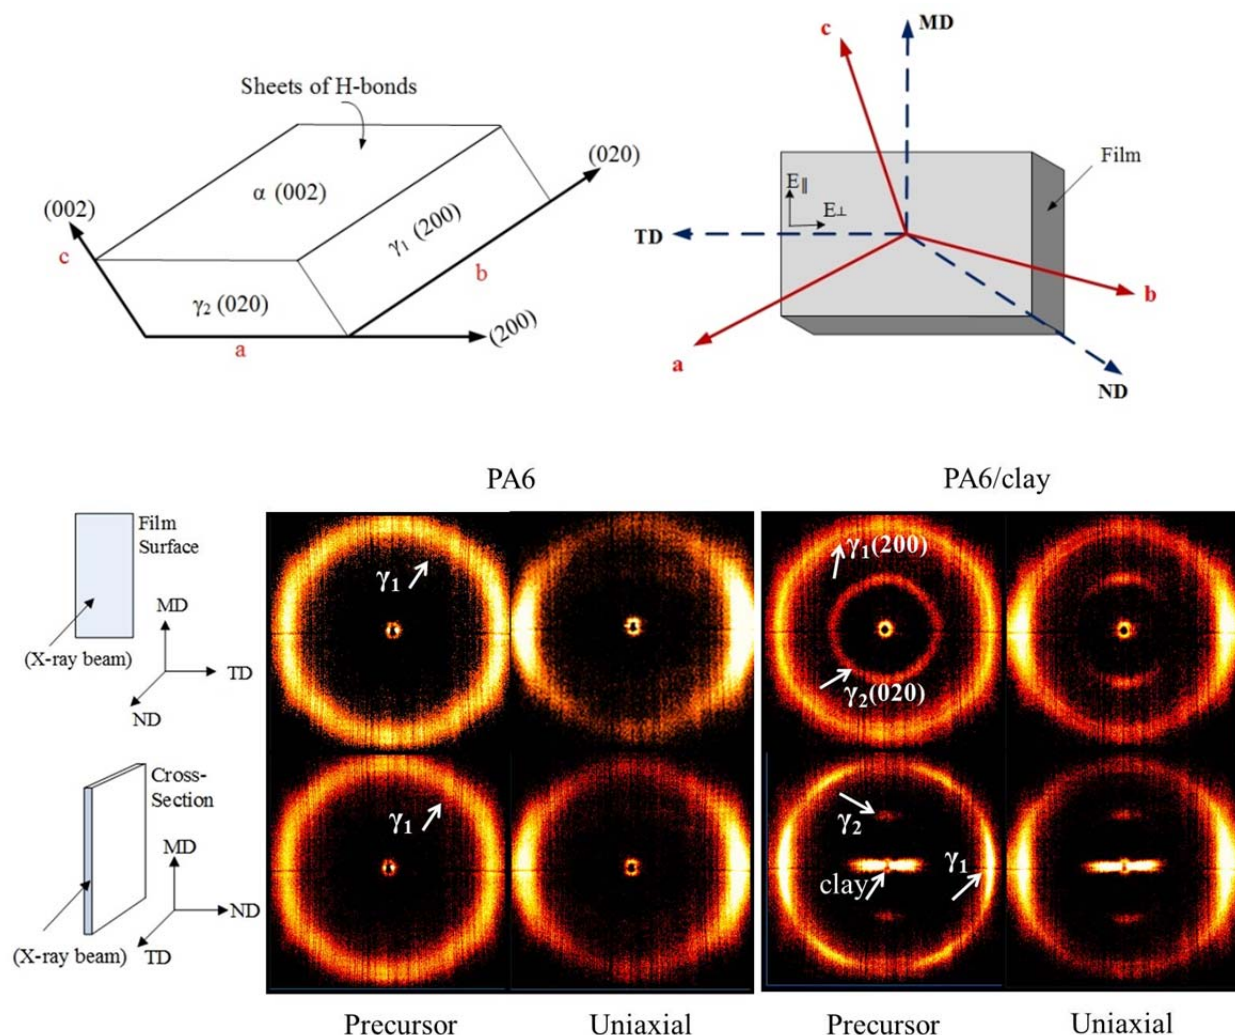 Sheets of H-bonds
(020)
α (002)
(002)
γ₁ (200)
c
b
γ₂ (020)
(200)
a
MD
c
Film
E∥
E⊥
TD
b
a
ND
PA6
PA6/clay
Film
Surface
MD
(X-ray beam)
TD
ND
γ₁
γ₁(200)
γ₂(020)
Cross-
Section
MD
ND
(X-ray beam)
TD
γ₁
γ₂
γ₁
clay
Precursor
Uniaxial
Precursor
Uniaxial